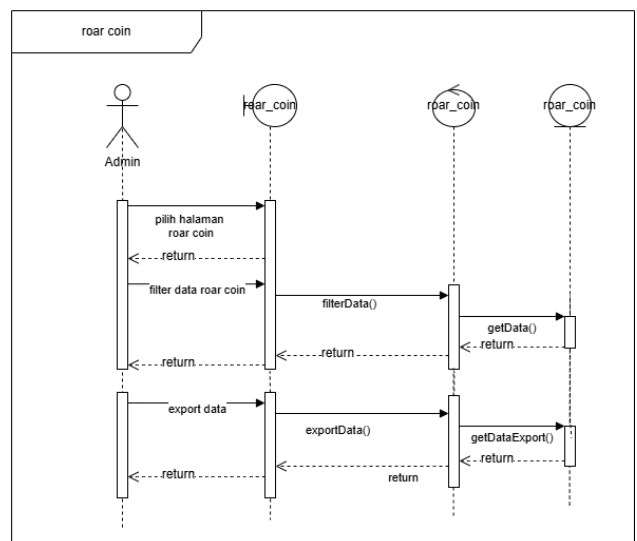 roar coin
roar_coin
roar_coin
roar_coin
Admin
pilih halaman
roar coin
return
filter data roar coin
filterData()
getData()
return
return
return
export data
exportData()
getDataExport()
return
return
return